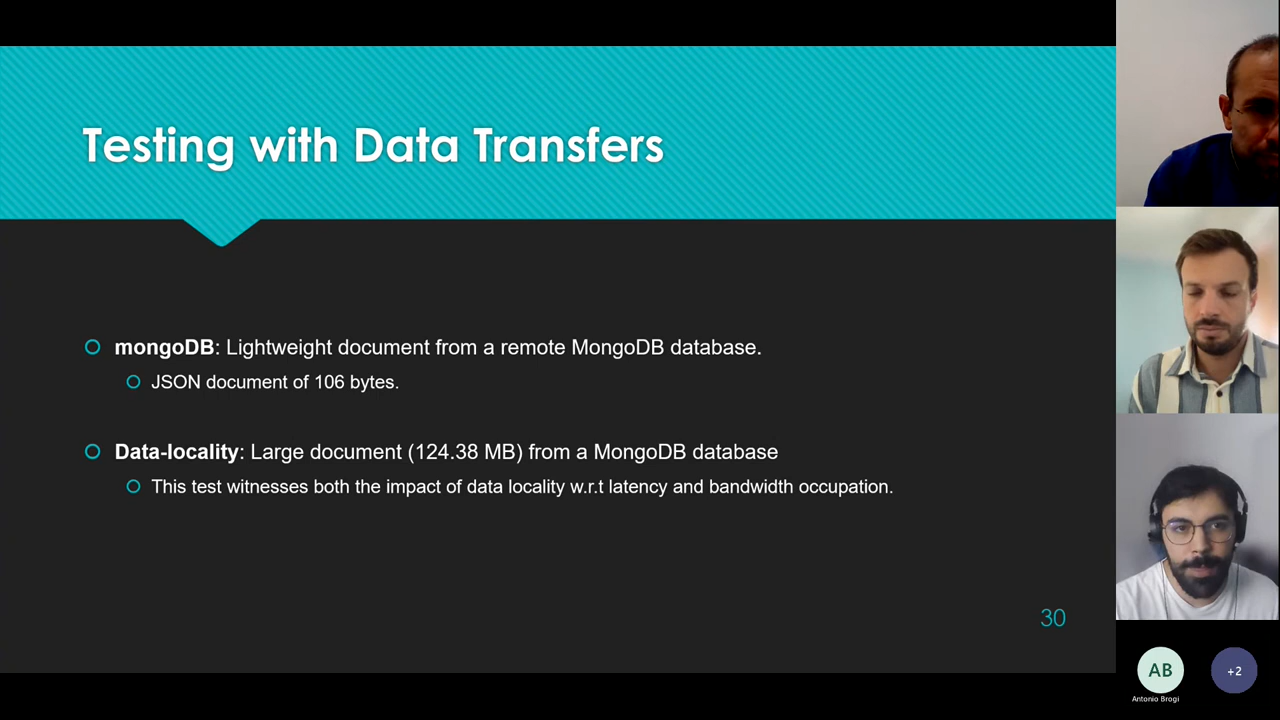 Testing with Data Transfers
mongoDB: Lightweight document from a remote MongoDB database.
JSON document of 106 bytes.
Data-locality: Large document (124.38 MB) from a MongoDB database
This test witnesses both the impact of data locality w.r.t latency and bandwidth occupation.
30
AB
+2
Antonio Brogi